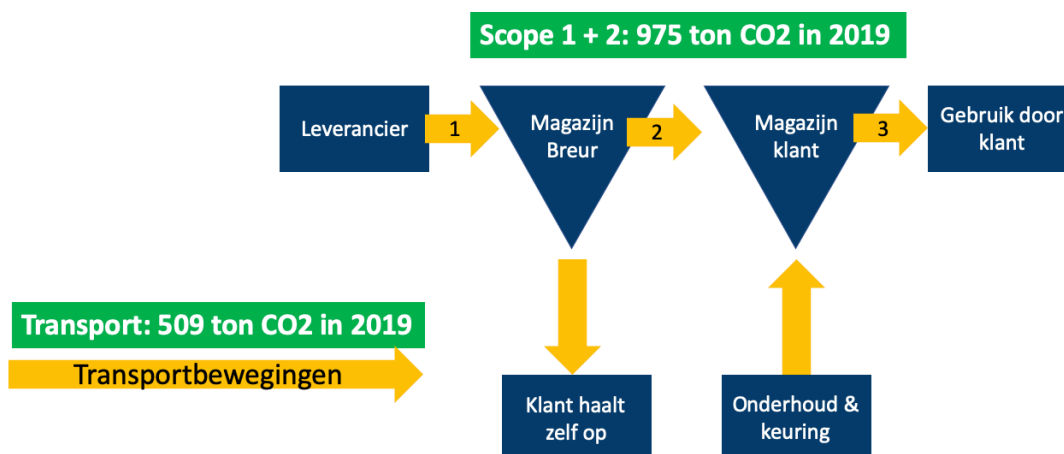 Scope 1 + 2: 975 ton CO2 in 2019
Leverancier
1
Magazijn
Breur
2
Magazijn
klant
3
Gebruik door
klant
Transport: 509 ton CO2 in 2019
Transportbewegingen
Klant haalt
zelf op
Onderhoud &
keuring